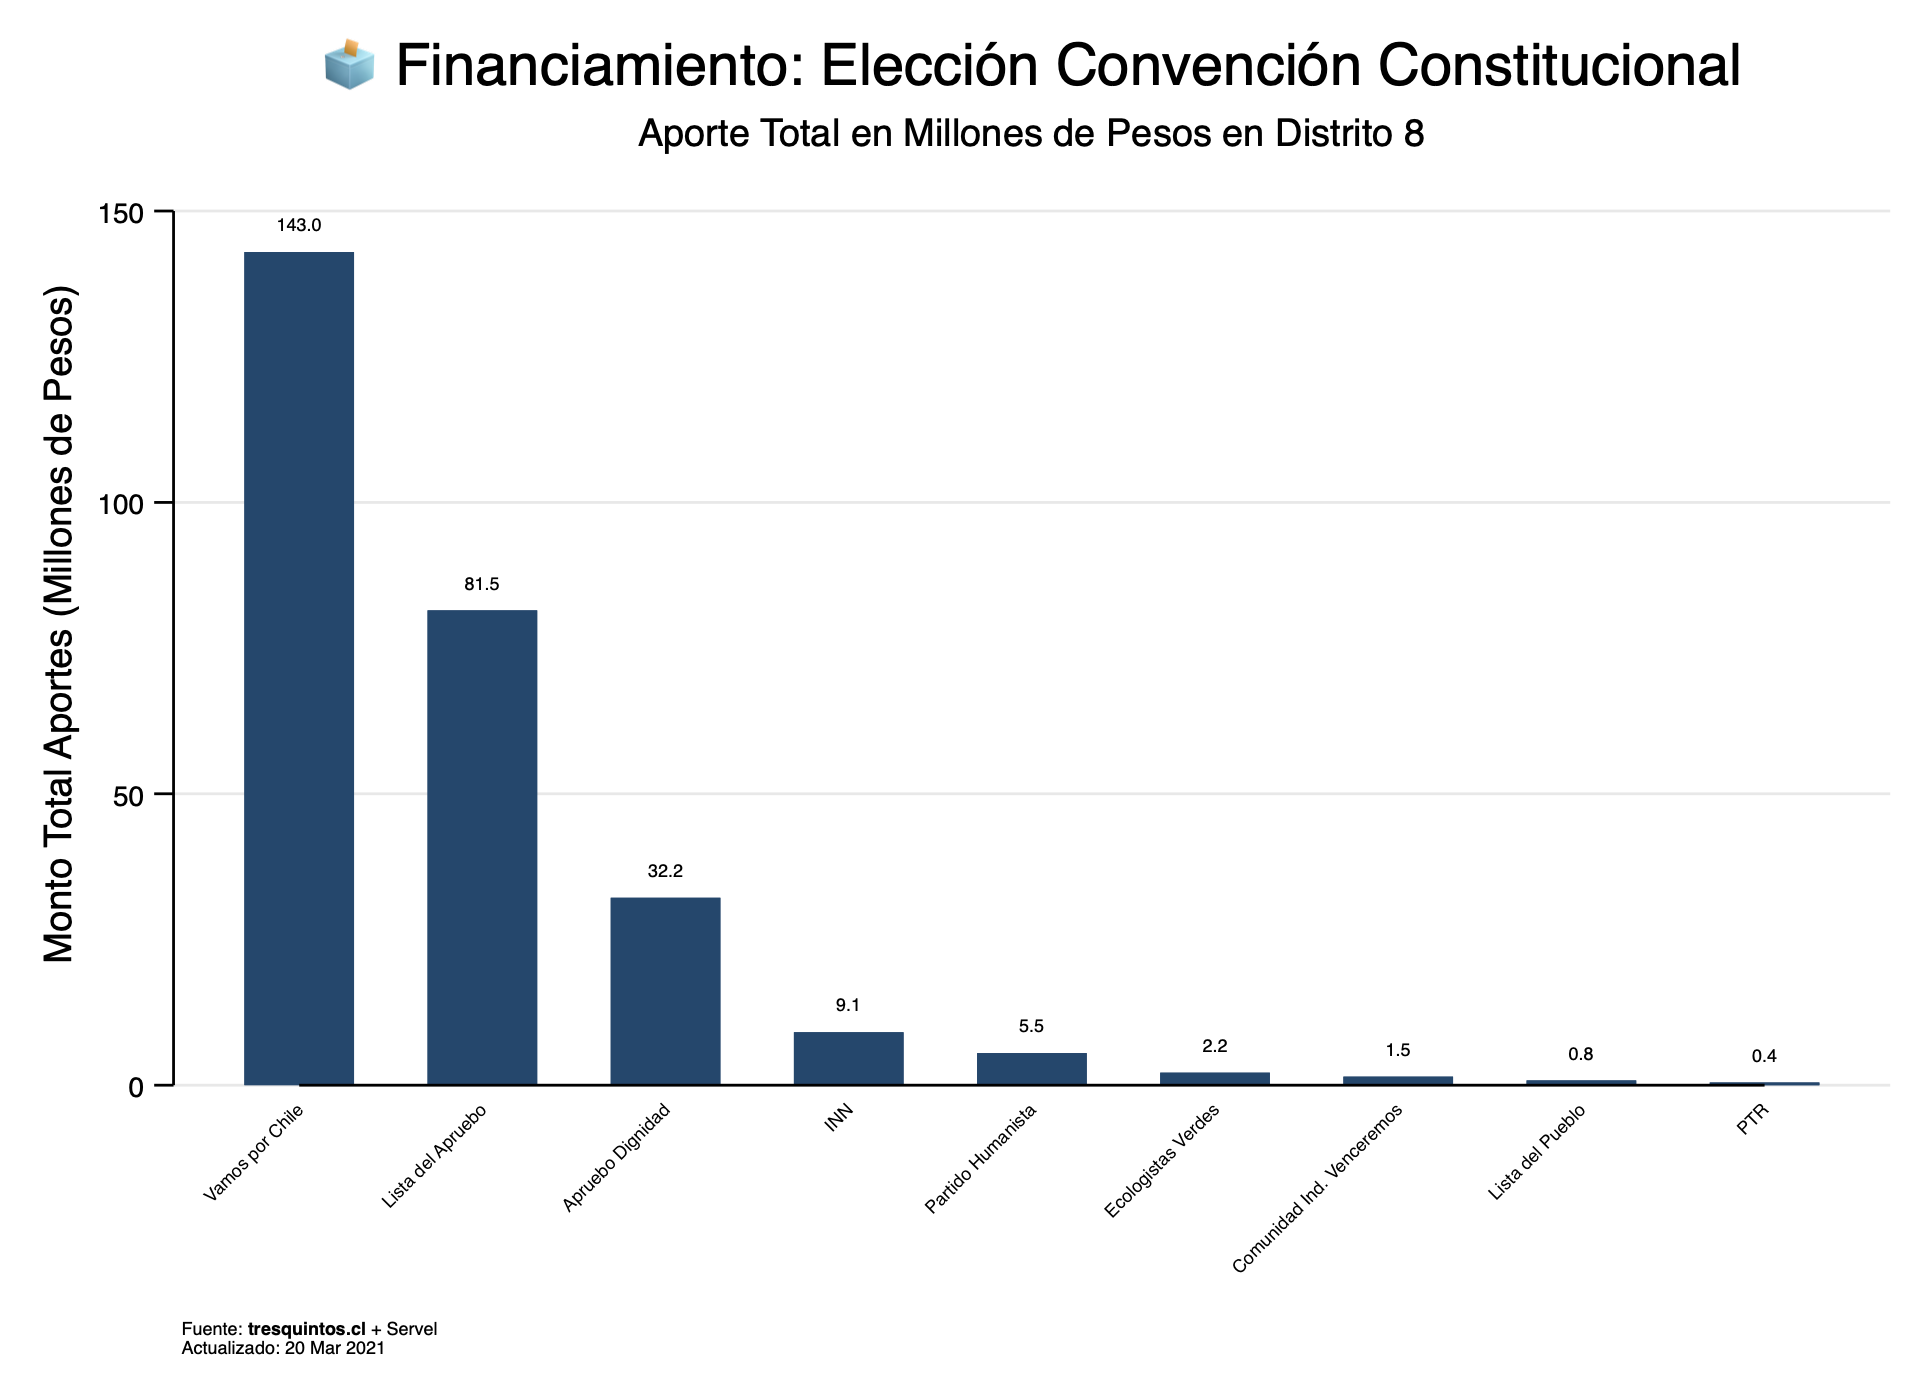 Financiamiento: Elección Convención Constitucional
Aporte Total en Millones de Pesos en Distrito 8
Monto Total Aportes (Millones de Pesos)
150
100
50
0
143.0
81.5
32.2
9.1
5.5
2.2
1.5
0.8
0.4
Vamos por Chile
Lista del Apruebo
Apruebo Dignidad
INN
Partido Humanista
Ecologistas Verdes
Comunidad Ind. Venceremos
Lista del Pueblo
PTR
Fuente: tresquintos.cl + Servel
Actualizado: 20 Mar 2021